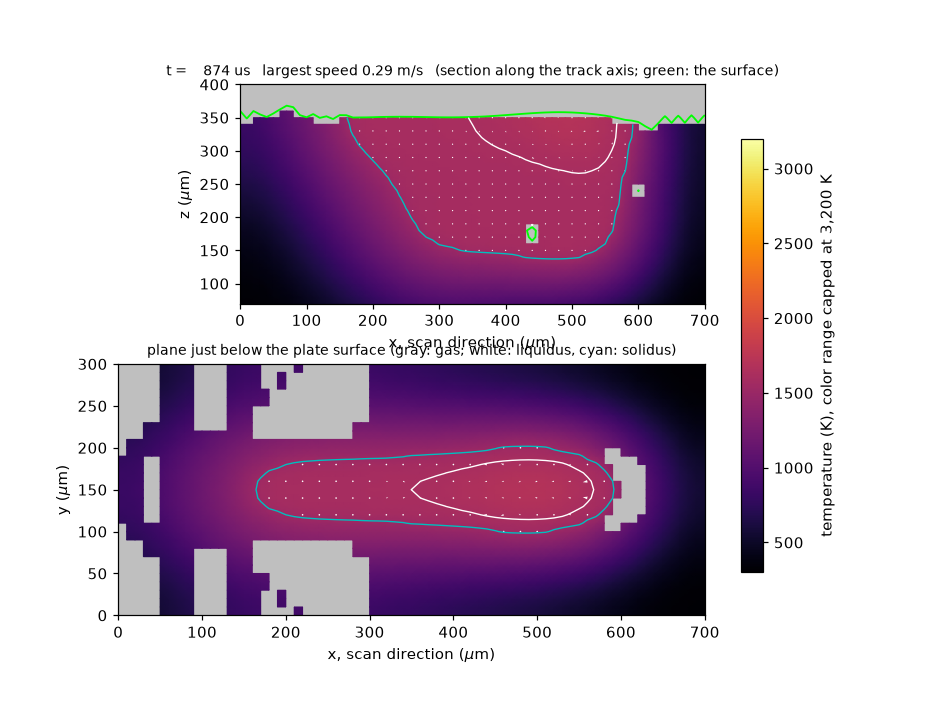 t =    874 us   largest speed 0.29 m/s   (section along the track axis; green: the surface)
400
350
300
250
200
150
100
z (μm)
0 100 200 300 400 500 600 700
x, scan direction (μm)
plane just below the plate surface (gray: gas; white: liquidus, cyan: solidus)
300
250
200
150
100
50
0
y (μm)
0 100 200 300 400 500 600 700
x, scan direction (μm)
3000
2500
2000
1500
1000
500
temperature (K), color range capped at 3,200 K